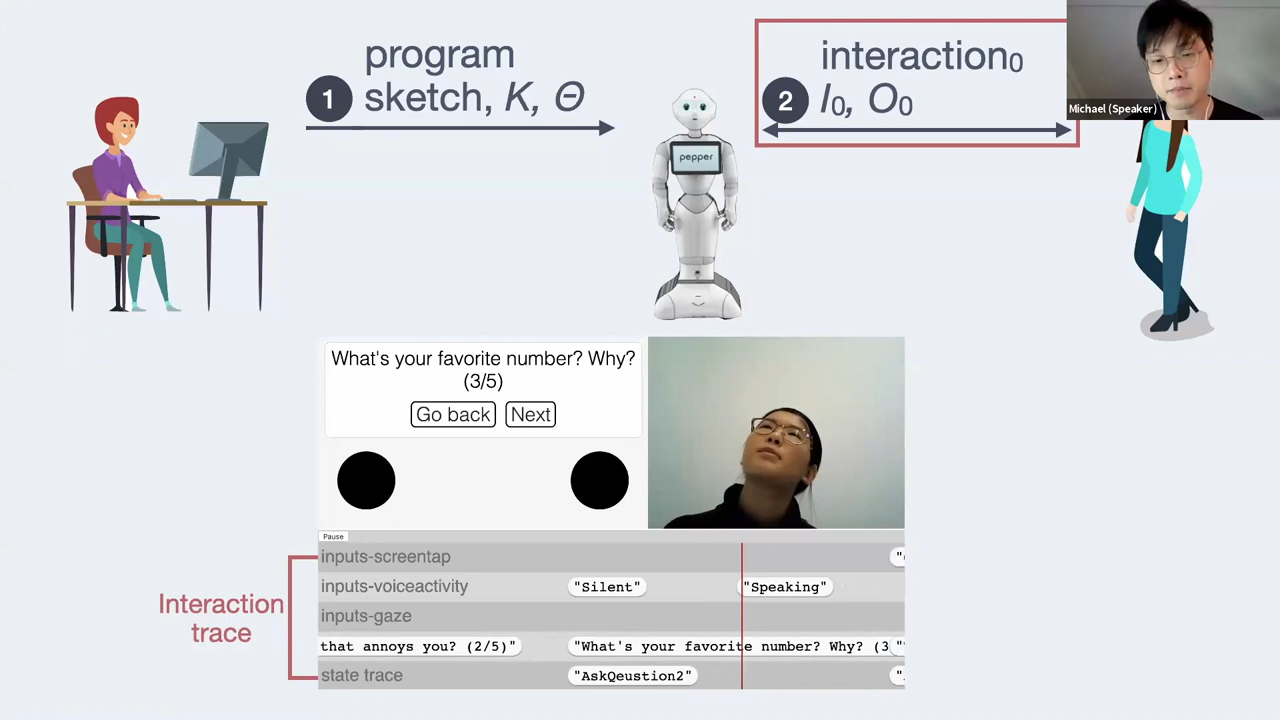 program
1 sketch, K, Θ
interaction₀
2 I₀, O₀
Michael (Speaker)
pepper
What's your favorite number? Why?
(3/5)
Go back Next
Pause
inputs-screentap
inputs-voiceactivity "Silent" "Speaking"
inputs-gaze
that annoys you? (2/5)" "What's your favorite number? Why? (3
state trace "AskQeustion2"
Interaction
trace